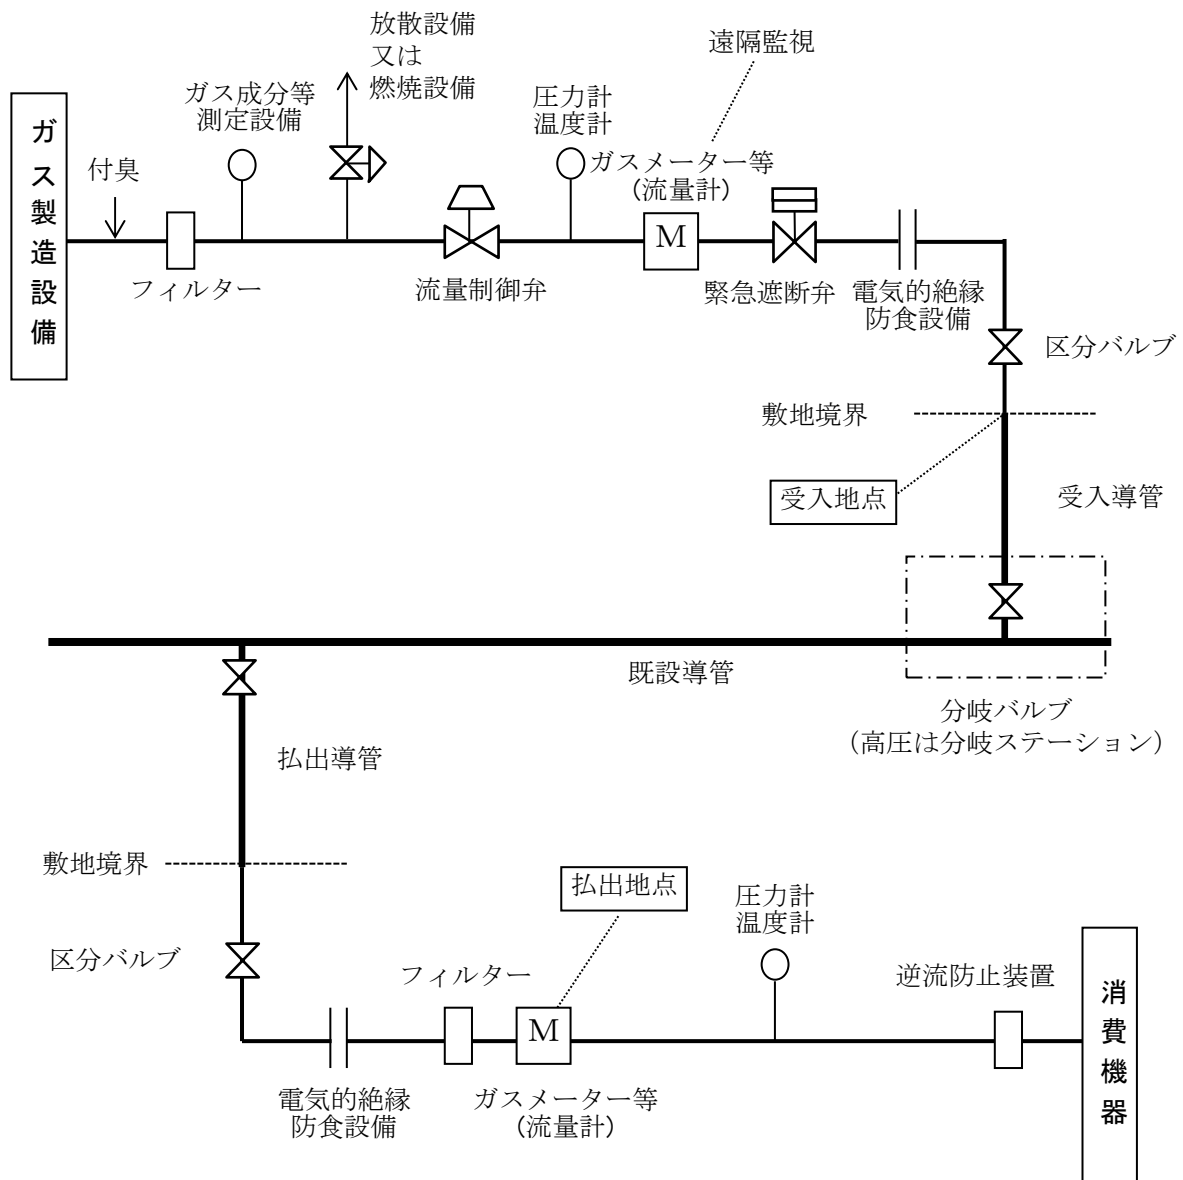 放散設備
又は
燃焼設備
遠隔監視
ガス成分等
測定設備
圧力計
温度計
ガス製造設備
付臭
ガスメーター等
(流量計)
M
フィルター
流量制御弁
緊急遮断弁
電気的絶縁
防食設備
区分バルブ
敷地境界
受入地点
受入導管
既設導管
分岐バルブ
（高圧は分岐ステーション）
払出導管
敷地境界
払出地点
圧力計
温度計
区分バルブ
フィルター
逆流防止装置
M
消費機器
電気的絶縁
防食設備
ガスメーター等
(流量計)